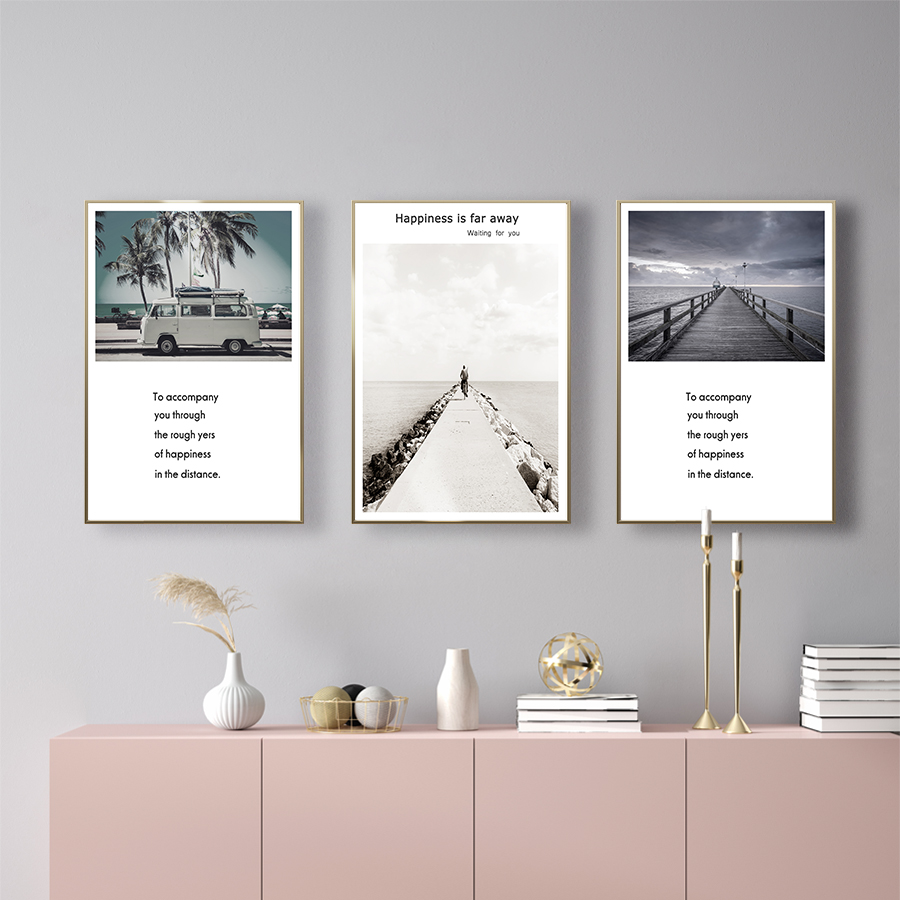 To accompany
you through
the rough yers
of happiness
in the distance.
Happiness is far away
Waiting for you
To accompany
you through
the rough yers
of happiness
in the distance.